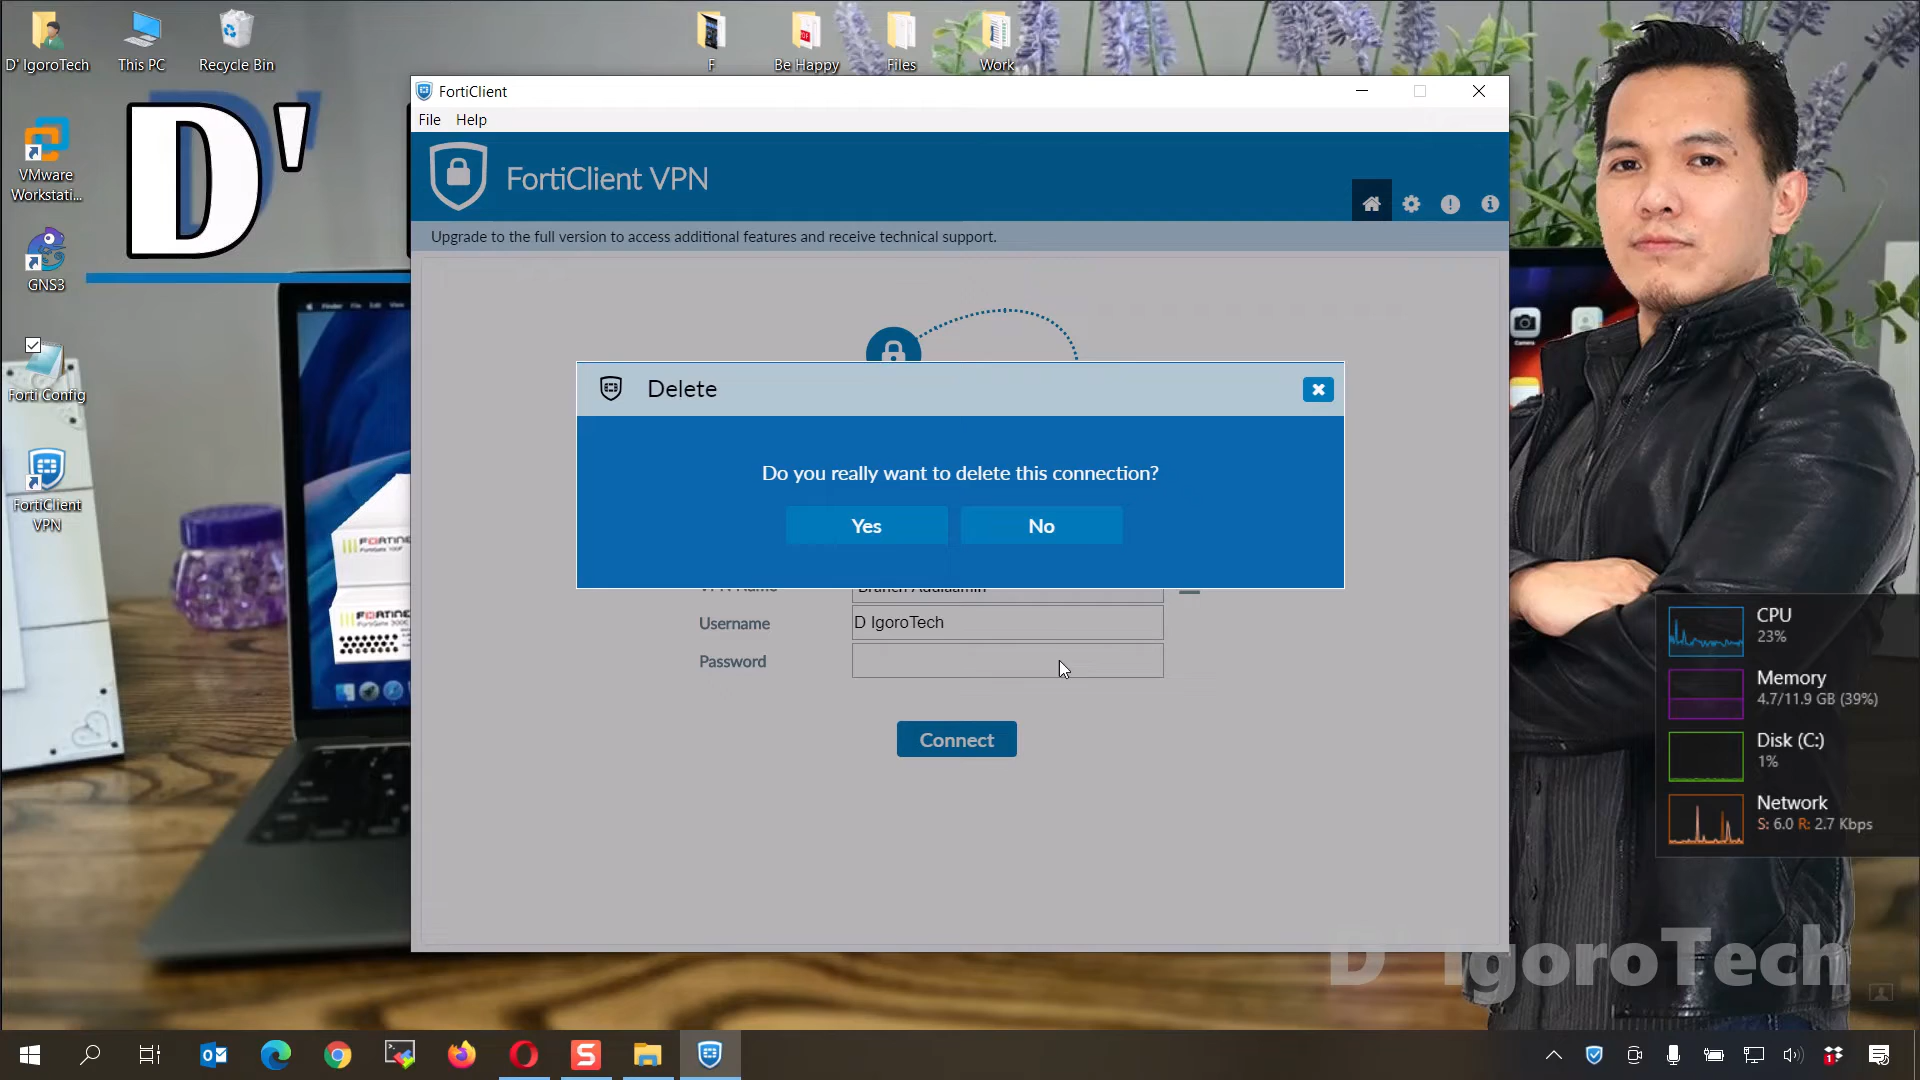 D' IgoroTech
This PC
Recycle Bin
F
Be Happy
Files
Work
FortiClient
File Help
D'
VMware
Workstati...
FortiClient VPN
Upgrade to the full version to access additional features and receive technical support.
GNS3
Delete
Forti Config
Do you really want to delete this connection?
Yes
No
FortiClient
VPN
VPN Name
Username
D IgoroTech
Password
Connect
CPU
23%
Memory
4.7/11.9 GB (39%)
Disk (C:)
1%
Network
S: 6.0 R: 2.7 Kbps
Camera
D' IgoroTech